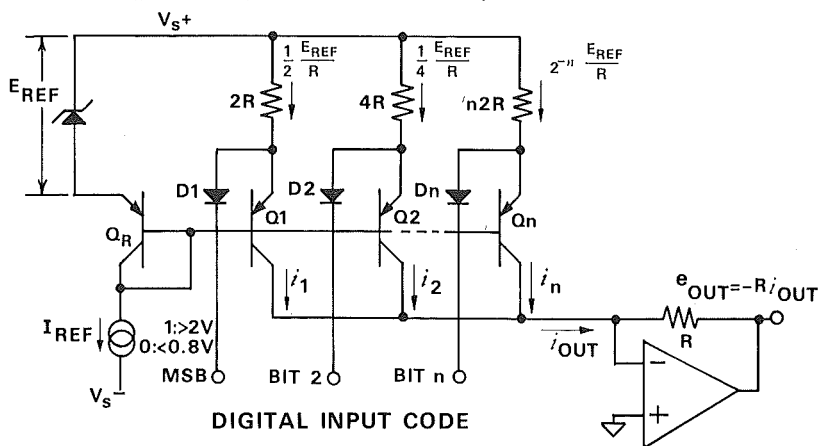 V_S+
E_REF
1/2 E_REF/R
1/4 E_REF/R
2^-n E_REF/R
2R
4R
'n2R
D1
D2
Dn
Q_R
Q1
Q2
Qn
i_1
i_2
i_n
e_OUT=-R i_OUT
I_REF
1:>2V
0:<0.8V
i_OUT
R
−
+
V_S-
MSB
BIT 2
BIT n
DIGITAL INPUT CODE